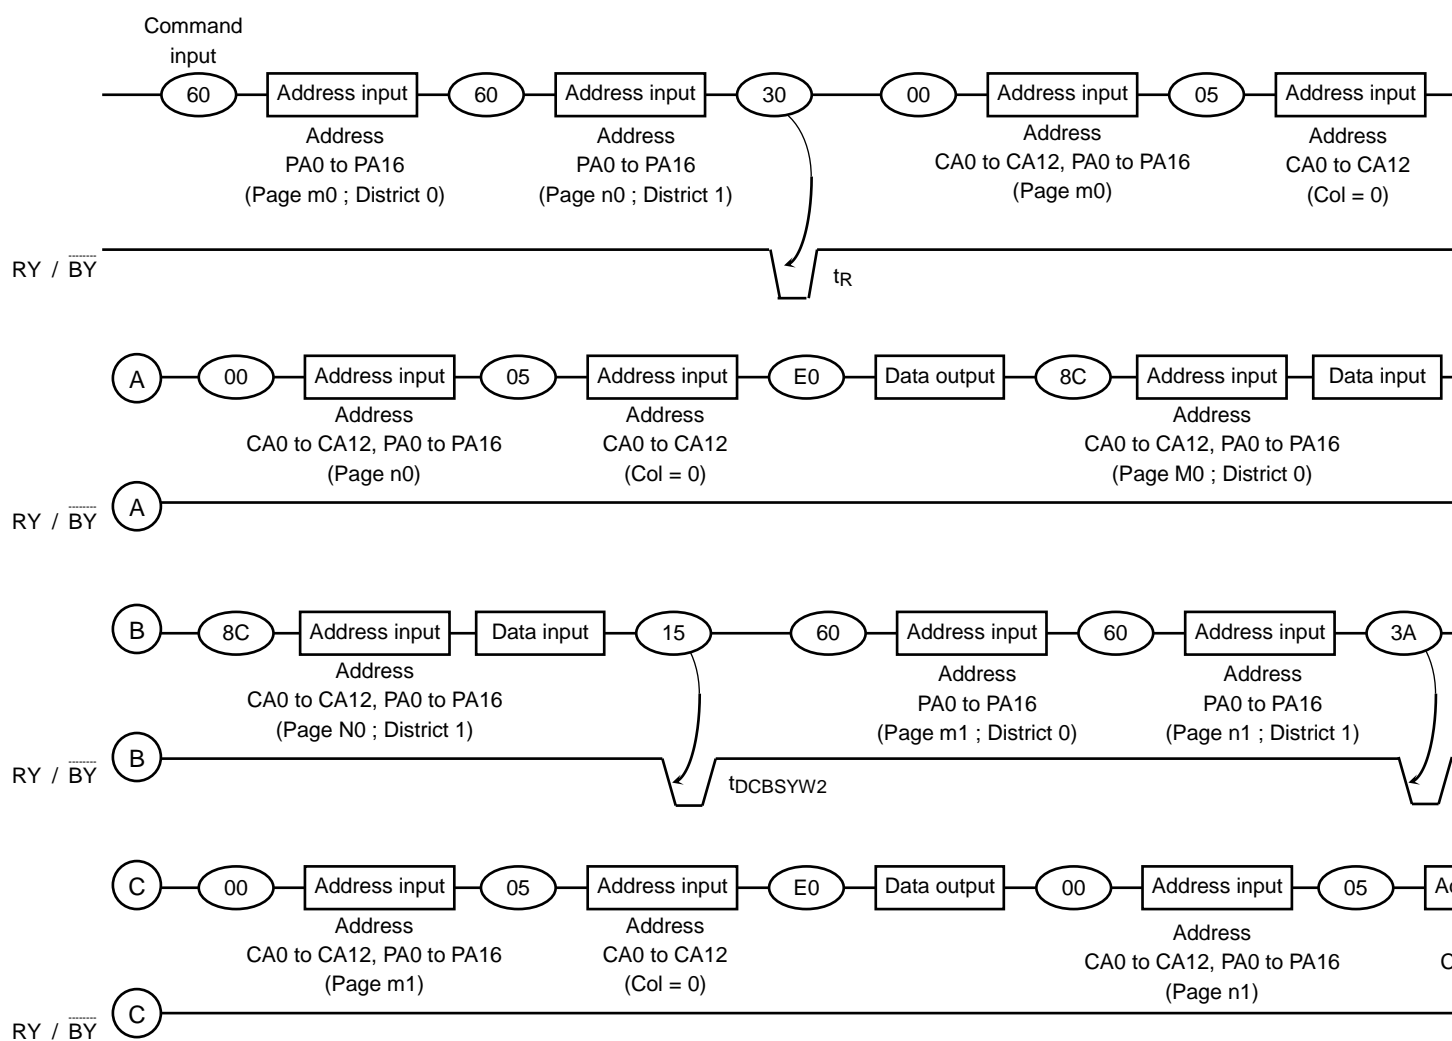 Command
input
60 Address input 60 Address input 30 00 Address input 05 Address input
Address
PA0 to PA16
(Page m0 ; District 0)
Address
PA0 to PA16
(Page n0 ; District 1)
Address
CA0 to CA12, PA0 to PA16
(Page m0)
Address
CA0 to CA12
(Col = 0)
RY / BY
tR
A 00 Address input 05 Address input E0 Data output 8C Address input Data input
Address
CA0 to CA12, PA0 to PA16
(Page n0)
Address
CA0 to CA12
(Col = 0)
Address
CA0 to CA12, PA0 to PA16
(Page M0 ; District 0)
RY / BY A
B 8C Address input Data input 15 60 Address input 60 Address input 3A
Address
CA0 to CA12, PA0 to PA16
(Page N0 ; District 1)
Address
PA0 to PA16
(Page m1 ; District 0)
Address
PA0 to PA16
(Page n1 ; District 1)
RY / BY B
tDCBSYW2
C 00 Address input 05 Address input E0 Data output 00 Address input 05
Address
CA0 to CA12, PA0 to PA16
(Page m1)
Address
CA0 to CA12
(Col = 0)
Address
CA0 to CA12, PA0 to PA16
(Page n1)
RY / BY C